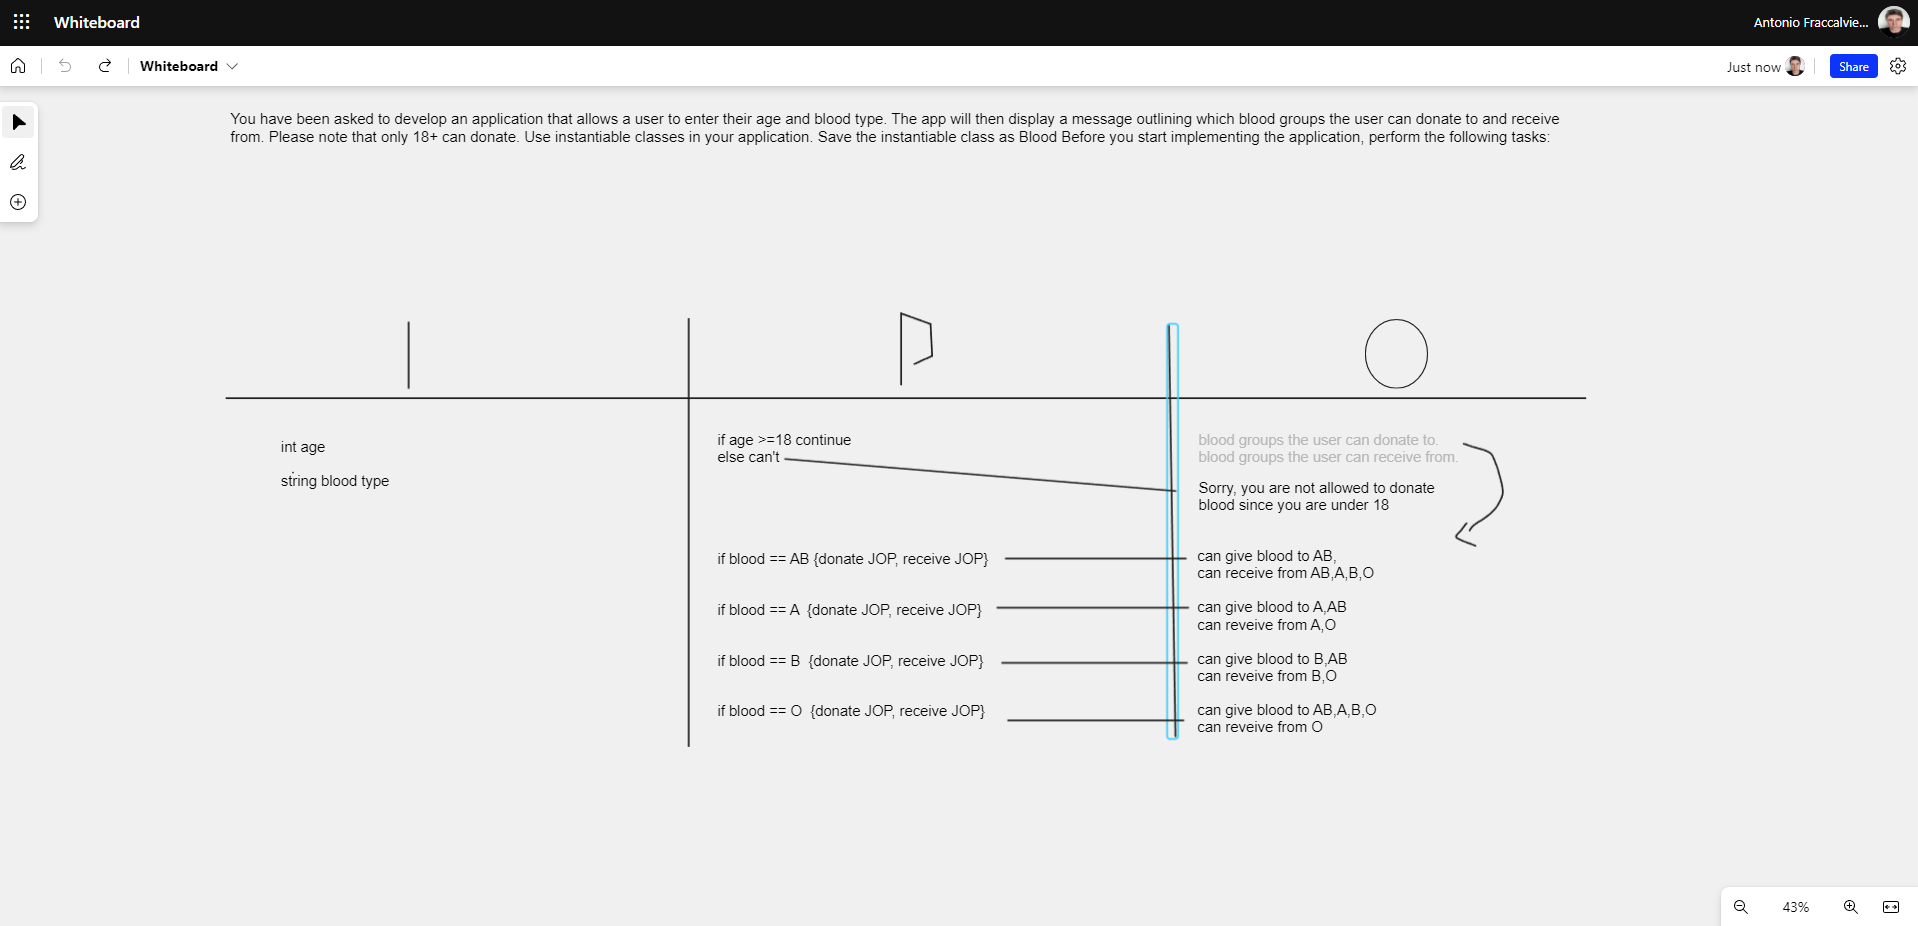 Whiteboard
Antonio Fraccalvie...
Whiteboard
Just now
Share
You have been asked to develop an application that allows a user to enter their age and blood type. The app will then display a message outlining which blood groups the user can donate to and receive
from. Please note that only 18+ can donate. Use instantiable classes in your application. Save the instantiable class as Blood Before you start implementing the application, perform the following tasks:
I
P
O
int age
string blood type
if age >=18 continue
else can't
blood groups the user can donate to.
blood groups the user can receive from.
Sorry, you are not allowed to donate
blood since you are under 18
if blood == AB {donate JOP, receive JOP}
can give blood to AB,
can receive from AB,A,B,O
if blood == A {donate JOP, receive JOP}
can give blood to A,AB
can reveive from A,O
if blood == B {donate JOP, receive JOP}
can give blood to B,AB
can reveive from B,O
if blood == O {donate JOP, receive JOP}
can give blood to AB,A,B,O
can reveive from O
43%